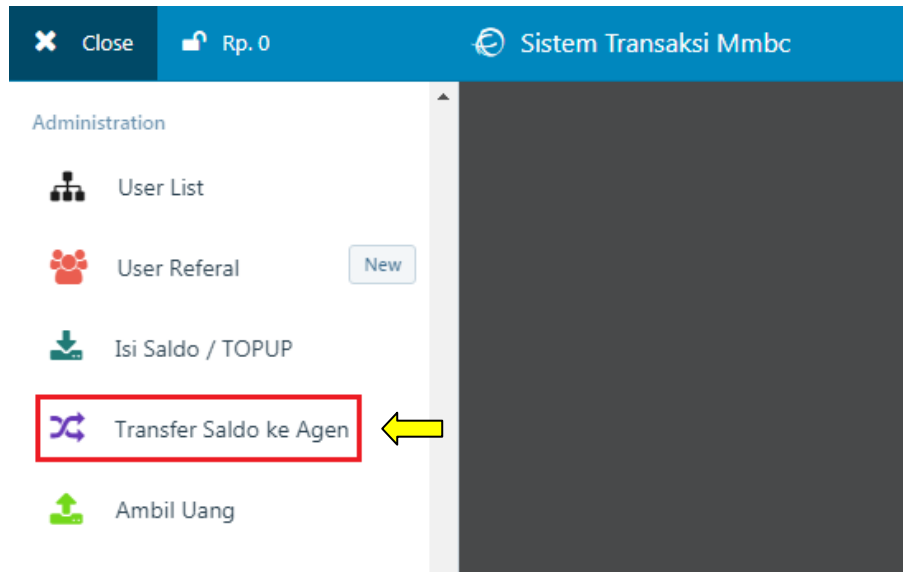 Close Rp. 0 Sistem Transaksi Mmbc
Administration
User List
User Referal New
Isi Saldo / TOPUP
Transfer Saldo ke Agen
Ambil Uang